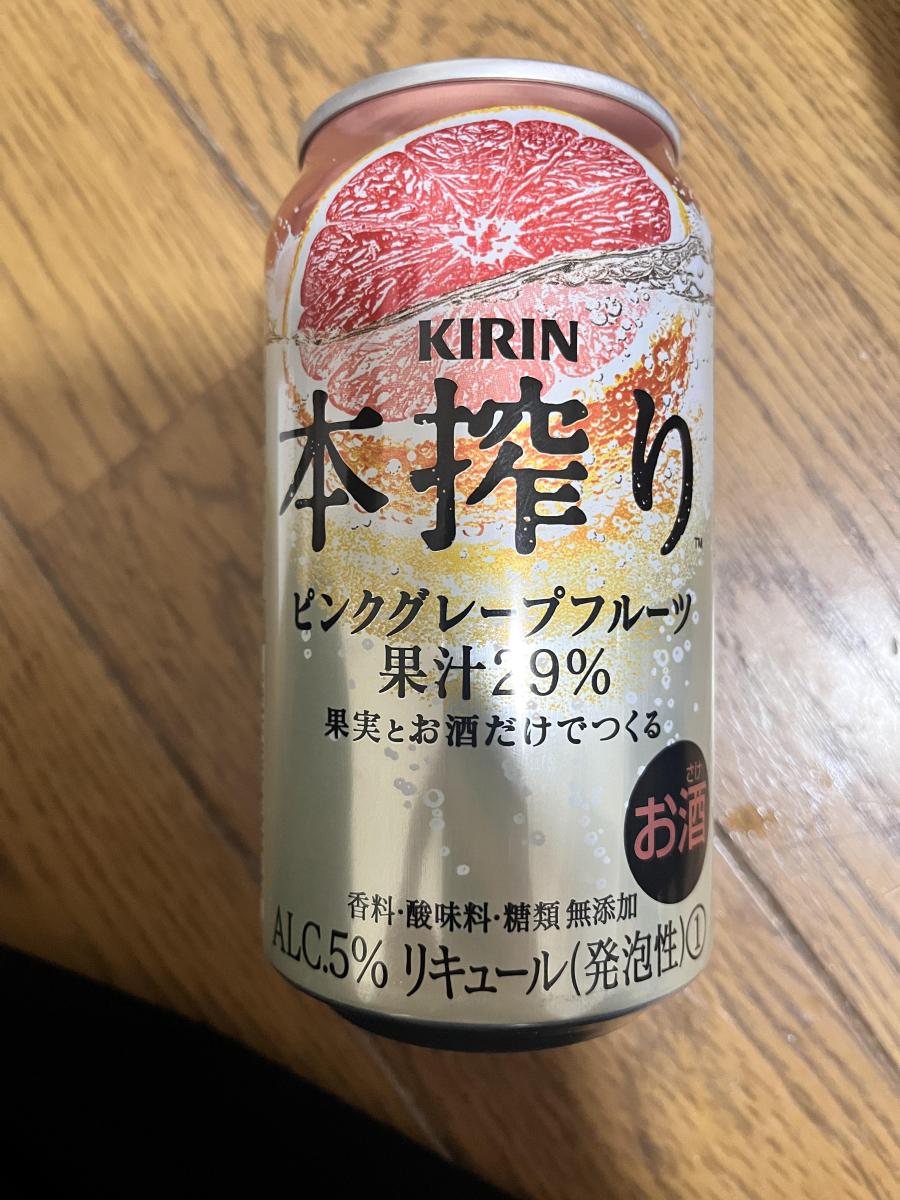 KIRIN
本搾り™
ピンクグレープフルーツ
果汁29%
果実とお酒だけでつくる
さけ
お酒
香料・酸味料・糖類 無添加
ALC.5% リキュール(発泡性)①